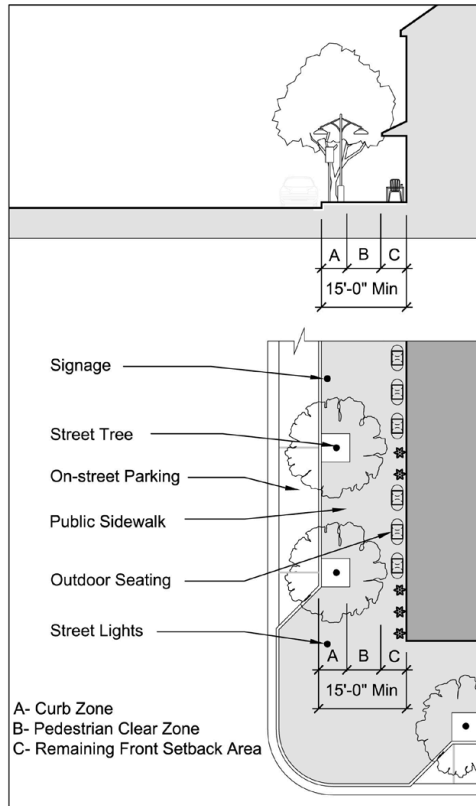 A B C
15'-0" Min
Signage
Street Tree
On-street Parking
Public Sidewalk
Outdoor Seating
Street Lights
A B C
15'-0" Min
A- Curb Zone
B- Pedestrian Clear Zone
C- Remaining Front Setback Area